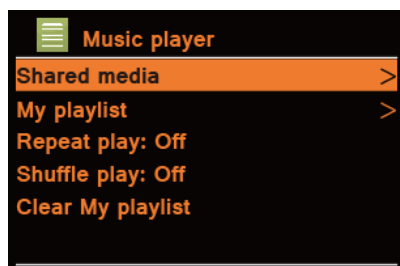 Music player
Shared media >
My playlist >
Repeat play: Off
Shuffle play: Off
Clear My playlist